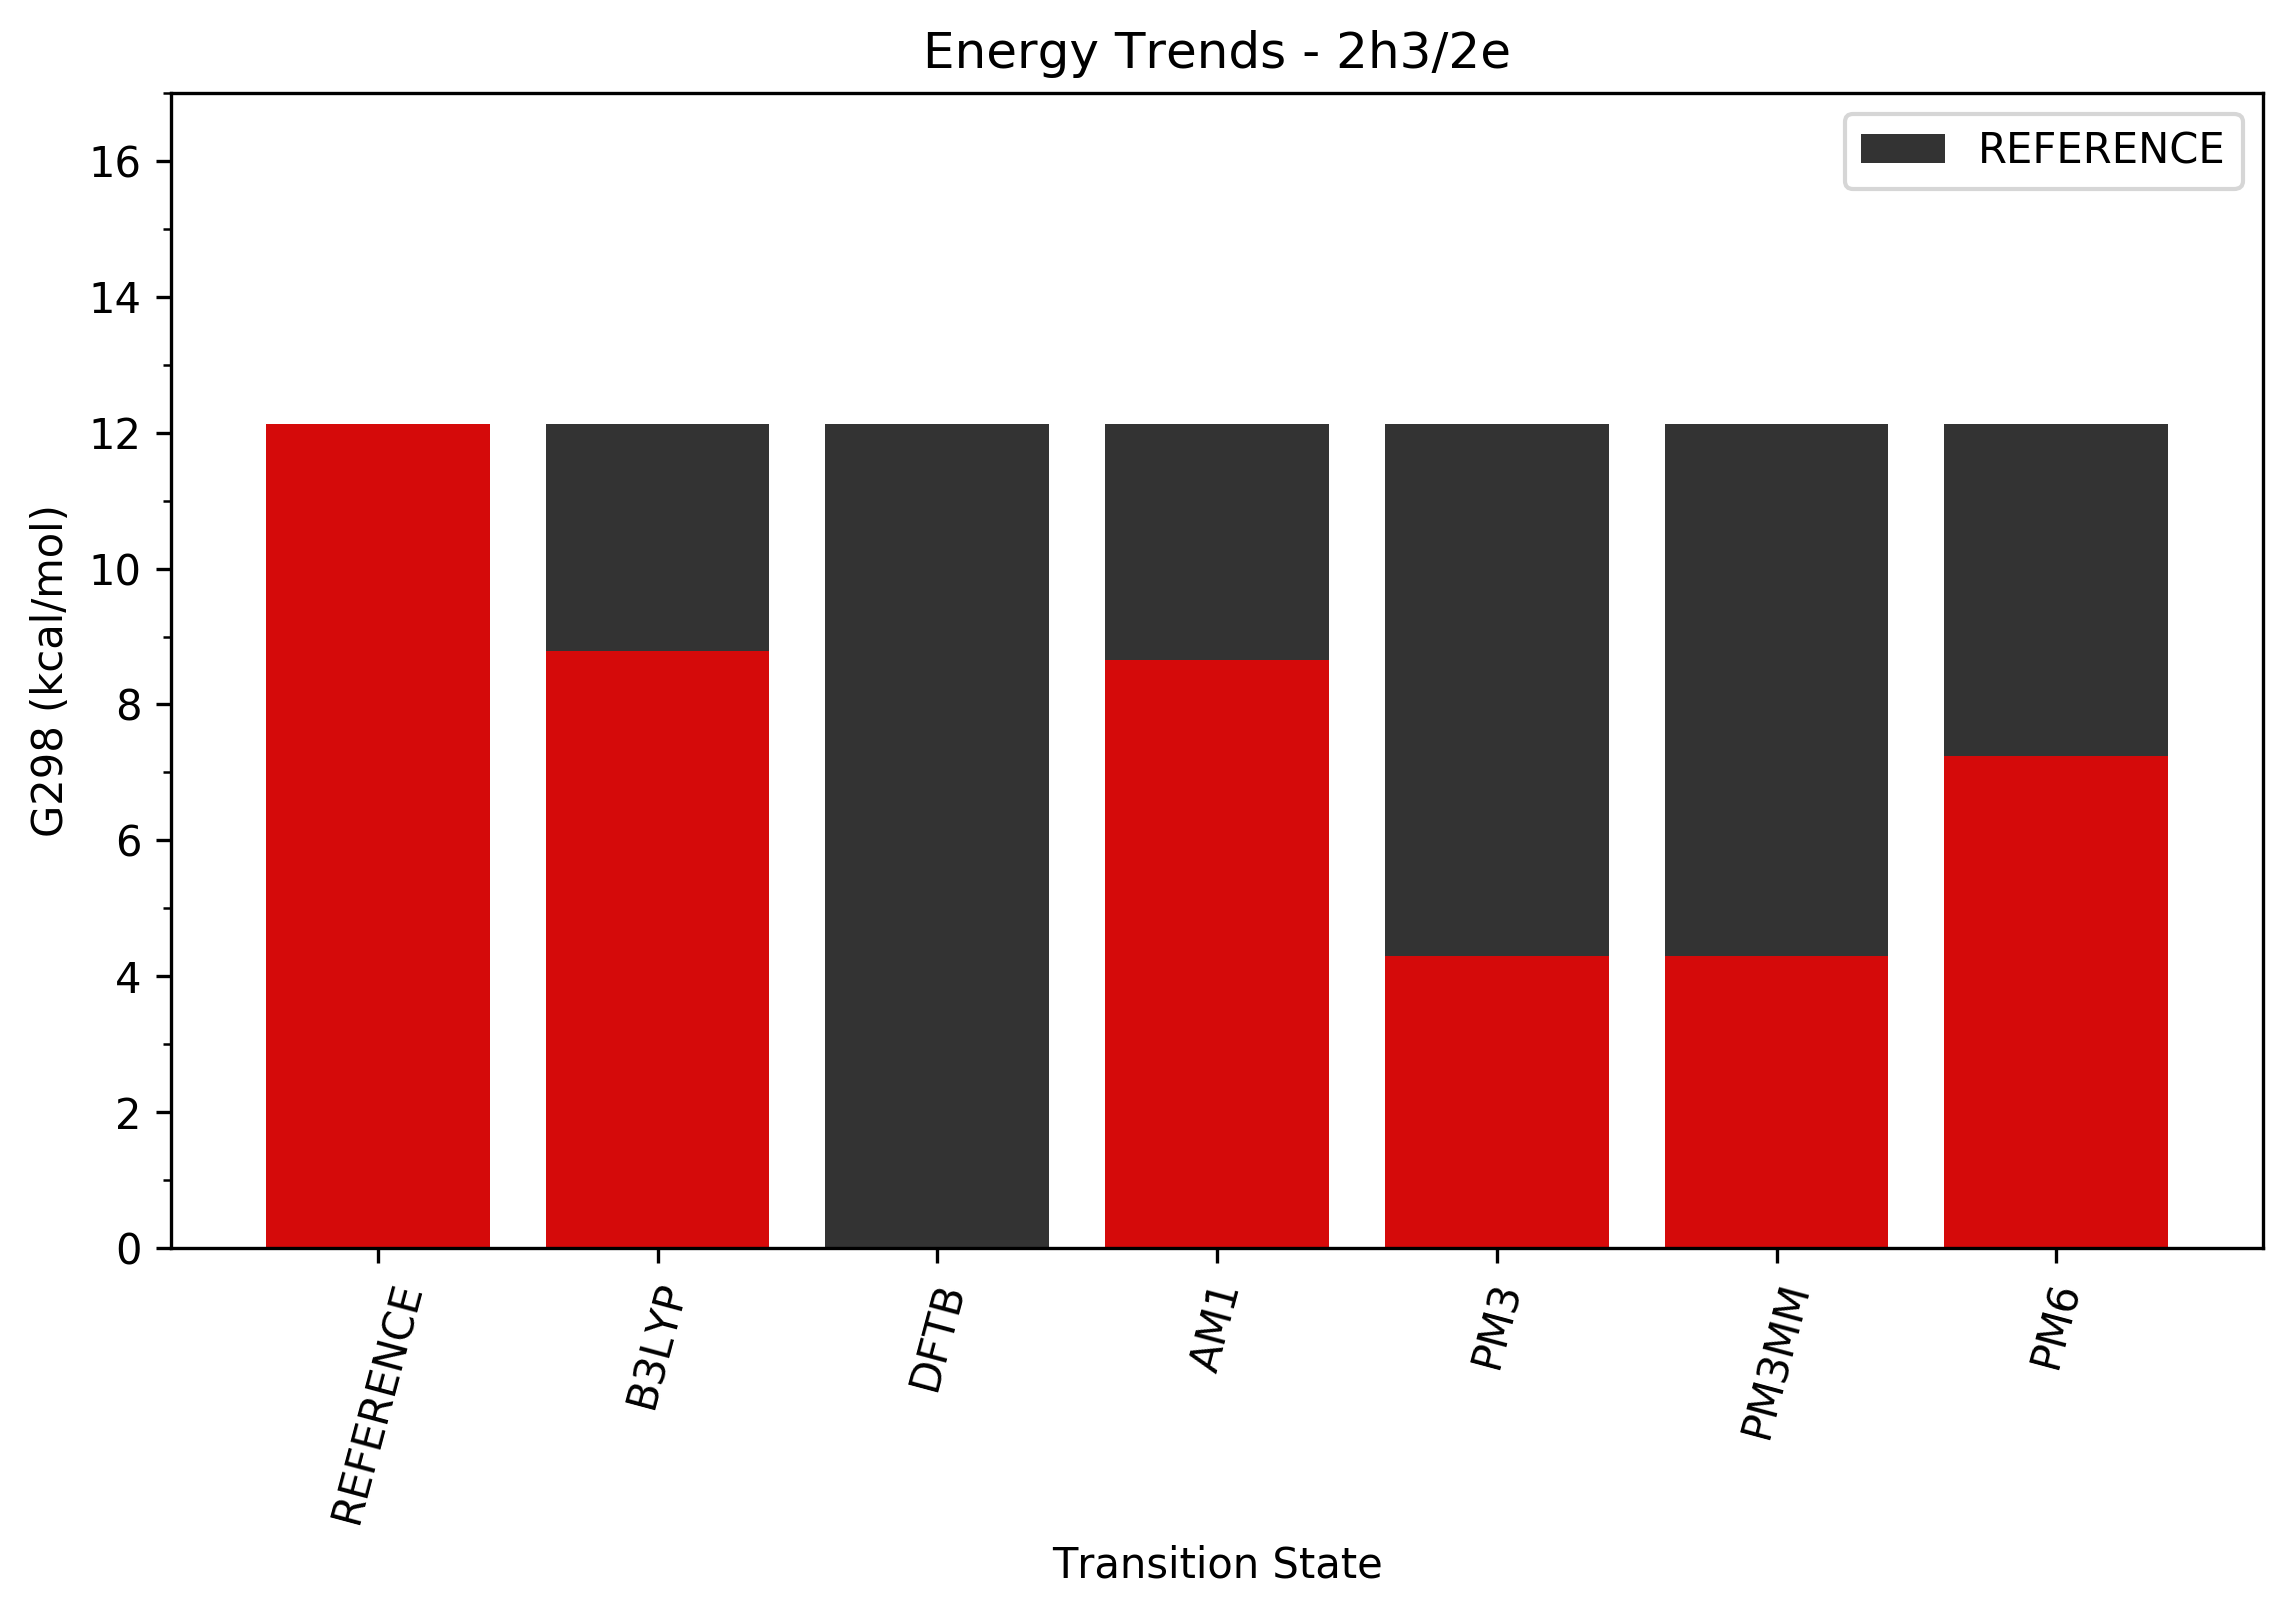 Energy Trends - 2h3/2e
REFERENCE
G298 (kcal/mol)
16
14
12
10
8
6
4
2
0
REFERENCE
B3LYP
DFTB
AM1
PM3
PM3MM
PM6
Transition State